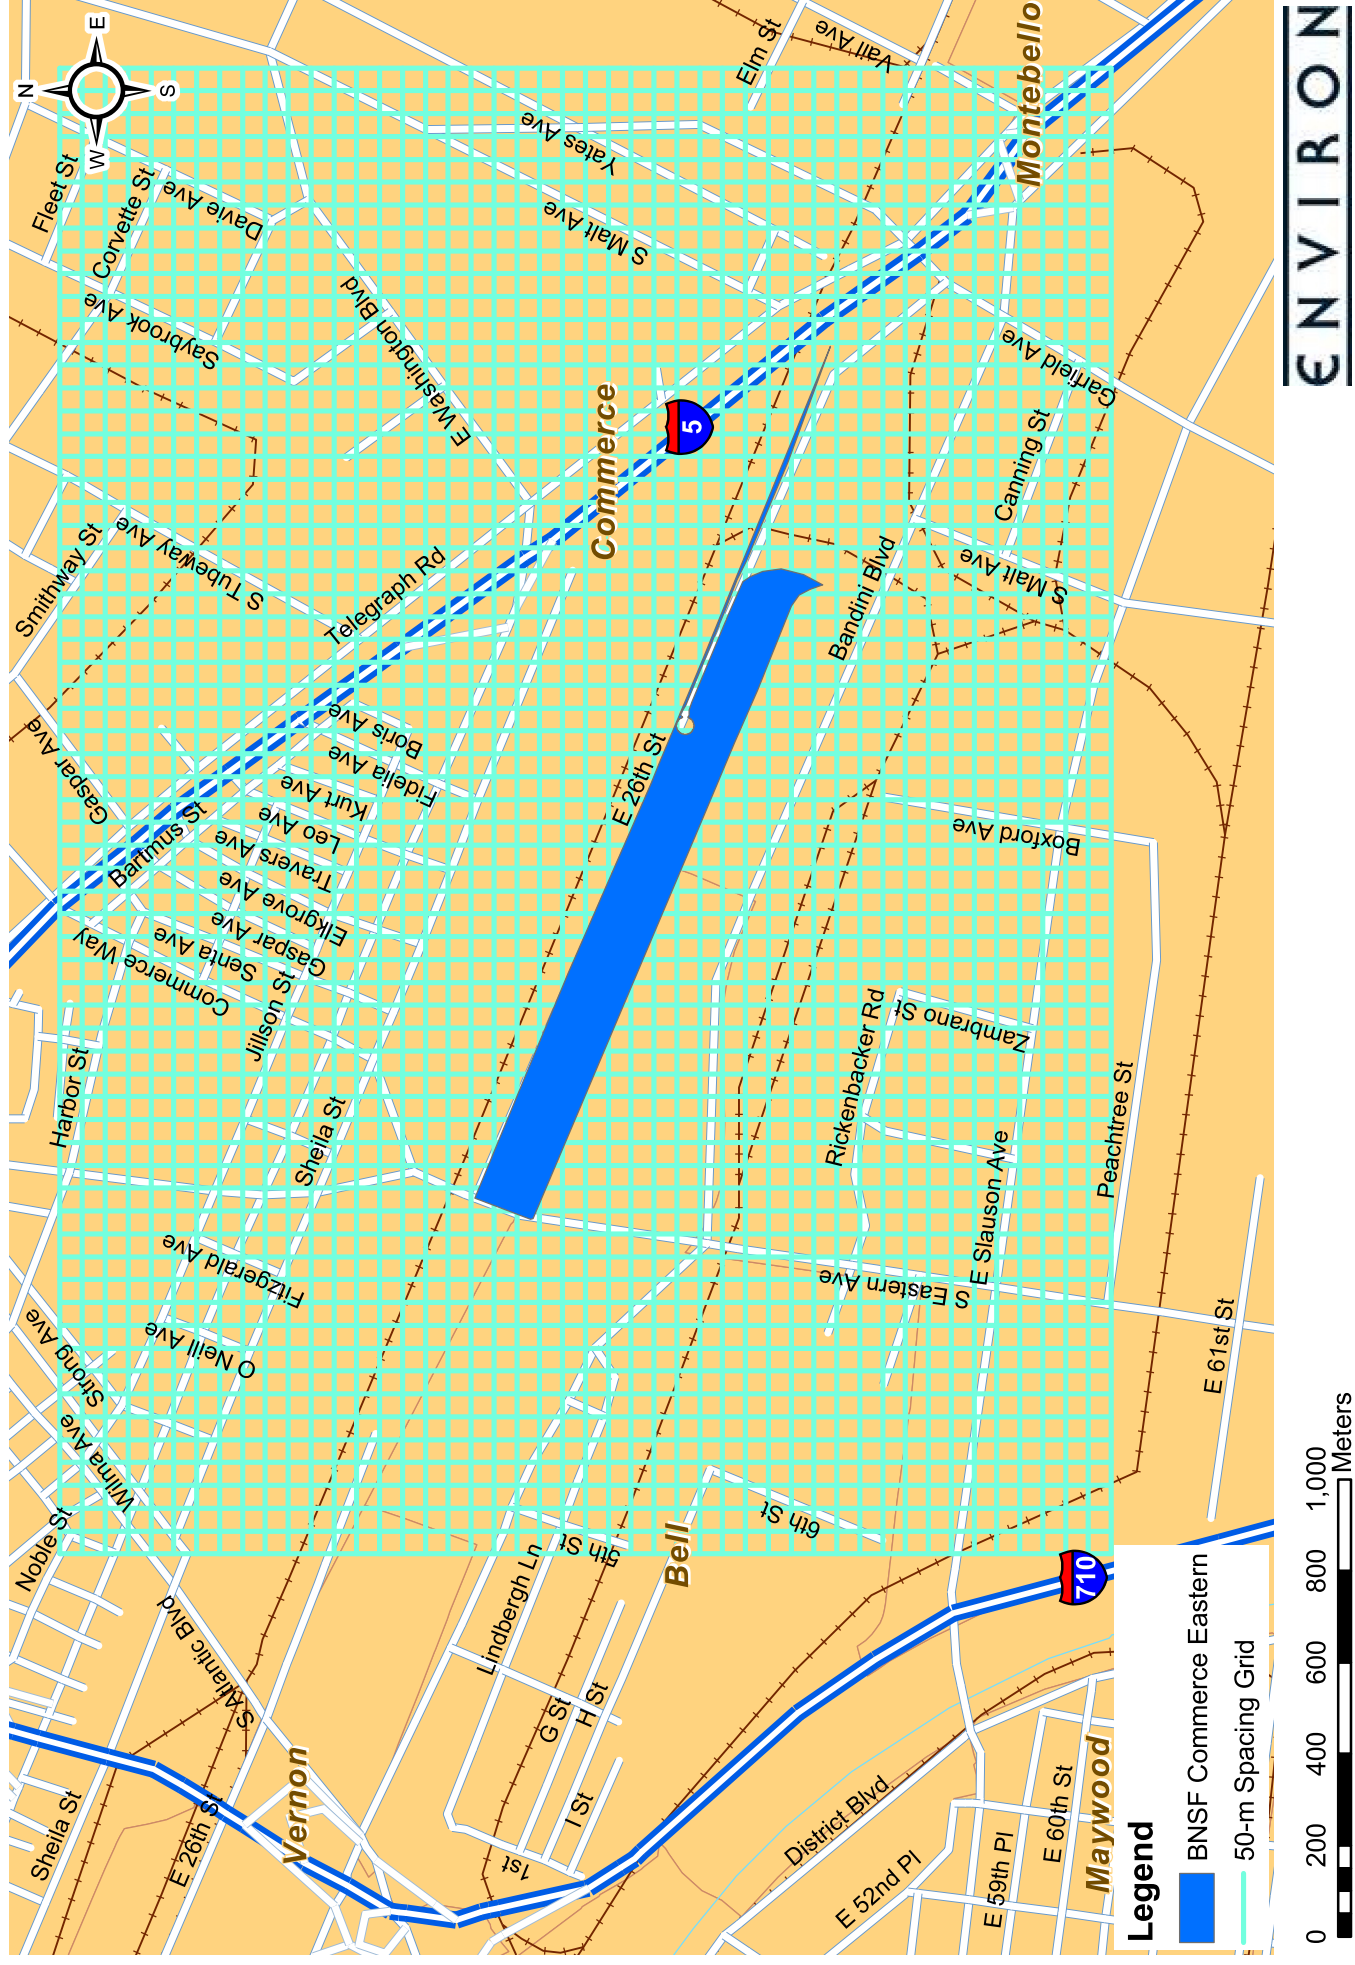 N
E
S
W
Fleet St
Corvette St
Davie Ave
Saybrook Ave
E Washington Blvd
Elm St
Vail Ave
Yates Ave
S Malt Ave
Montebello
Smithway St
S Tubeway Ave
Telegraph Rd
Commerce
5
Garfield Ave
Canning St
S Malt Ave
Bandini Blvd
Gaspar Ave
Bartmus St
Boris Ave
Fidelia Ave
Kurt Ave
Leo Ave
Travers Ave
Elkgrove Ave
Gaspar Ave
Senta Ave
Commerce Way
Jillson St
Harbor St
Sheila St
E 26th St
Boxford Ave
Rickenbacker Rd
Zambrano St
Peachtree St
E Slauson Ave
S Eastern Ave
E 61st St
Fitzgerald Ave
O Neill Ave
Strong Ave
Wilma Ave
Noble St
S Atlantic Blvd
Lindbergh Ln
5th St
6th St
Bell
G St
H St
I St
1st
Vernon
Sheila St
E 26th St
710
District Blvd
E 52nd Pl
E 59th Pl
E 60th St
Maywood
Legend
BNSF Commerce Eastern
50-m Spacing Grid
0 200 400 600 800 1,000
Meters
ENVIRON